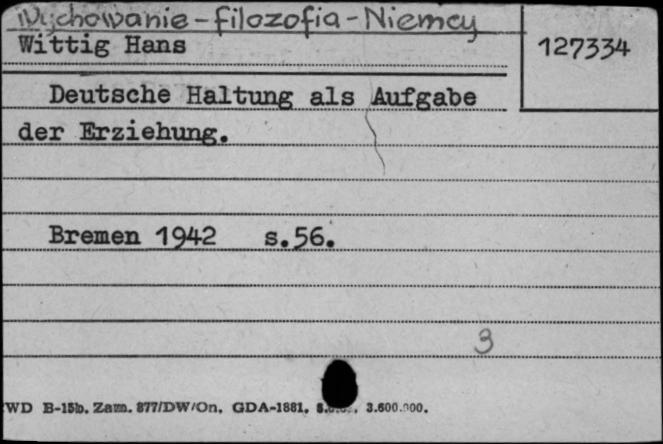 Wychowanie-filozofia-Niemcy
Wittig Hans
127334
Deutsche Haltung als Aufgabe
der Erziehung.
Bremen 1942 s.56.
3
WD B-15b. Zam. 877/DW/On. GDA-1881, 3.600.000.